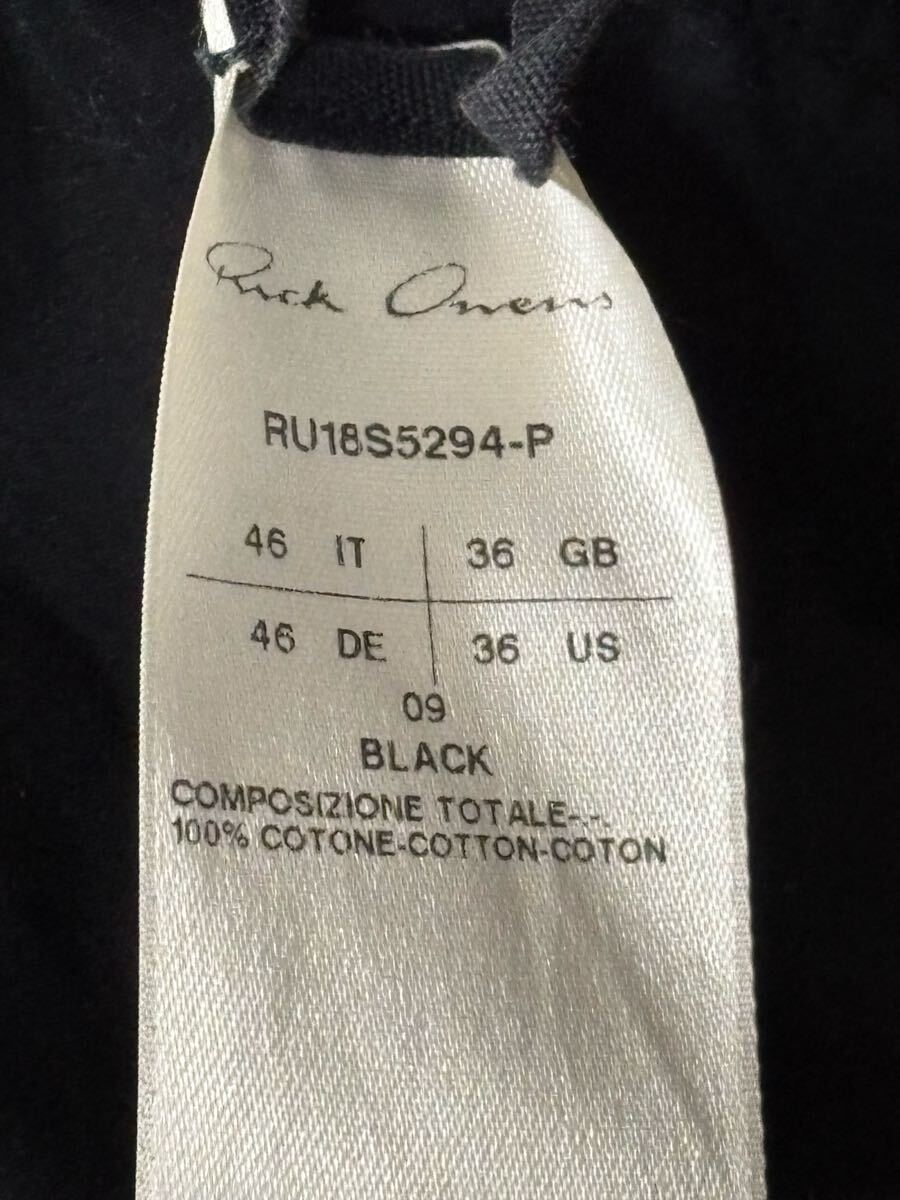 Rick Owens
RU18S5294-P
46 IT 36 GB
46 DE 36 US
09
BLACK
COMPOSIZIONE TOTALE-.-.
100% COTONE-COTTON-COTON